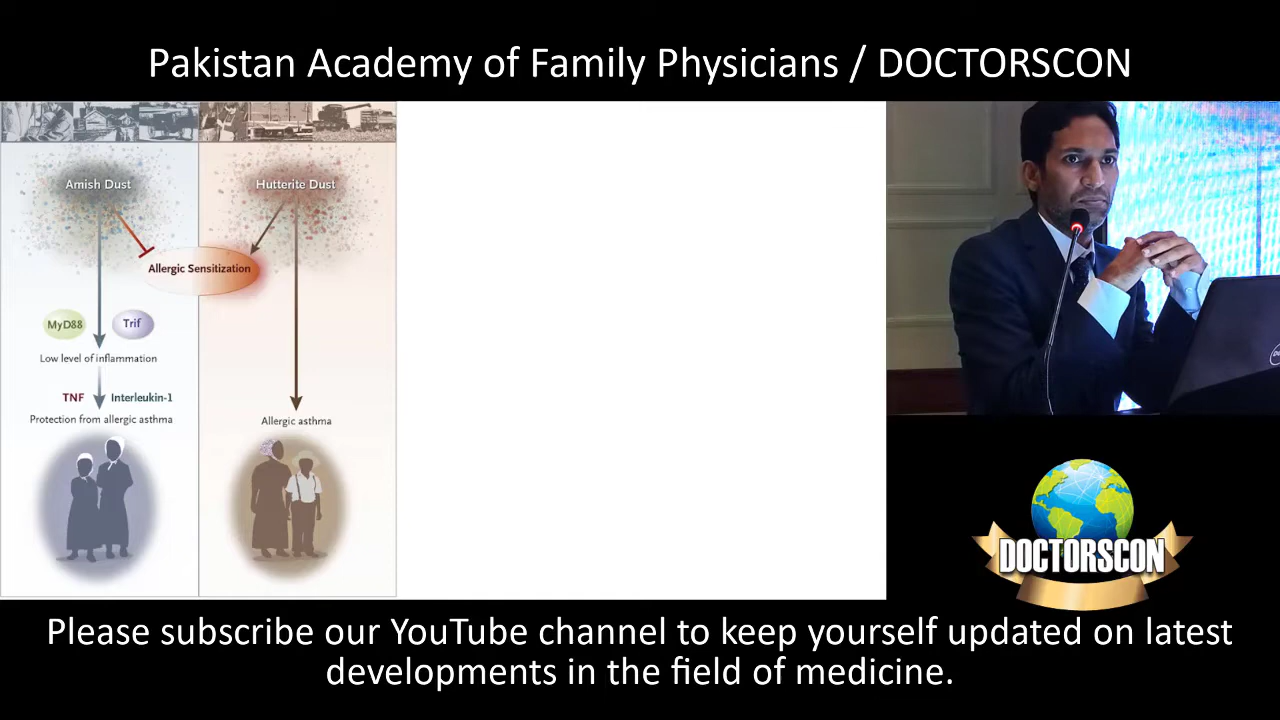 Pakistan Academy of Family Physicians / DOCTORSCON
Amish Dust
Hutterite Dust
Allergic Sensitization
MyD88
Trif
Low level of inflammation
TNF
Interleukin-1
Protection from allergic asthma
Allergic asthma
DOCTORSCON
Please subscribe our YouTube channel to keep yourself updated on latest
developments in the field of medicine.